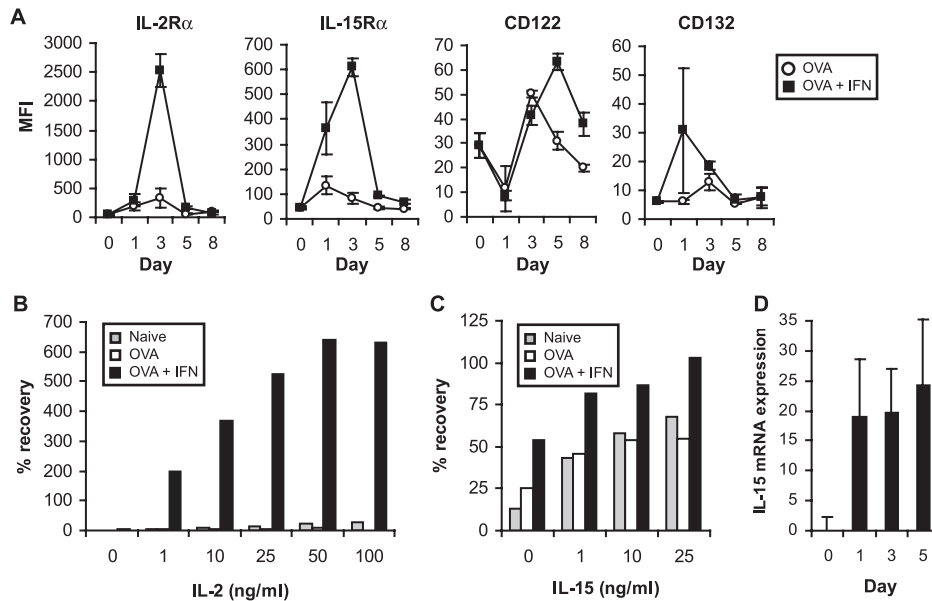 A
IL-2Rα
IL-15Rα
CD122
CD132
3000
2500
2000
1500
1000
500
0
MFI
0 1 3 5 8
Day
700
600
500
400
300
200
100
0
0 1 3 5 8
Day
70
60
50
40
30
20
10
0
0 1 3 5 8
Day
60
50
40
30
20
10
0
0 1 3 5 8
Day
OVA
OVA + IFN
B
700
600
500
400
300
200
100
0
% recovery
Naive
OVA
OVA + IFN
0 1 10 25 50 100
IL-2 (ng/ml)
C
125
100
75
50
25
0
% recovery
Naive
OVA
OVA + IFN
0 1 10 25
IL-15 (ng/ml)
D
35
30
25
20
15
10
5
0
IL-15 mRNA expression
0 1 3 5
Day